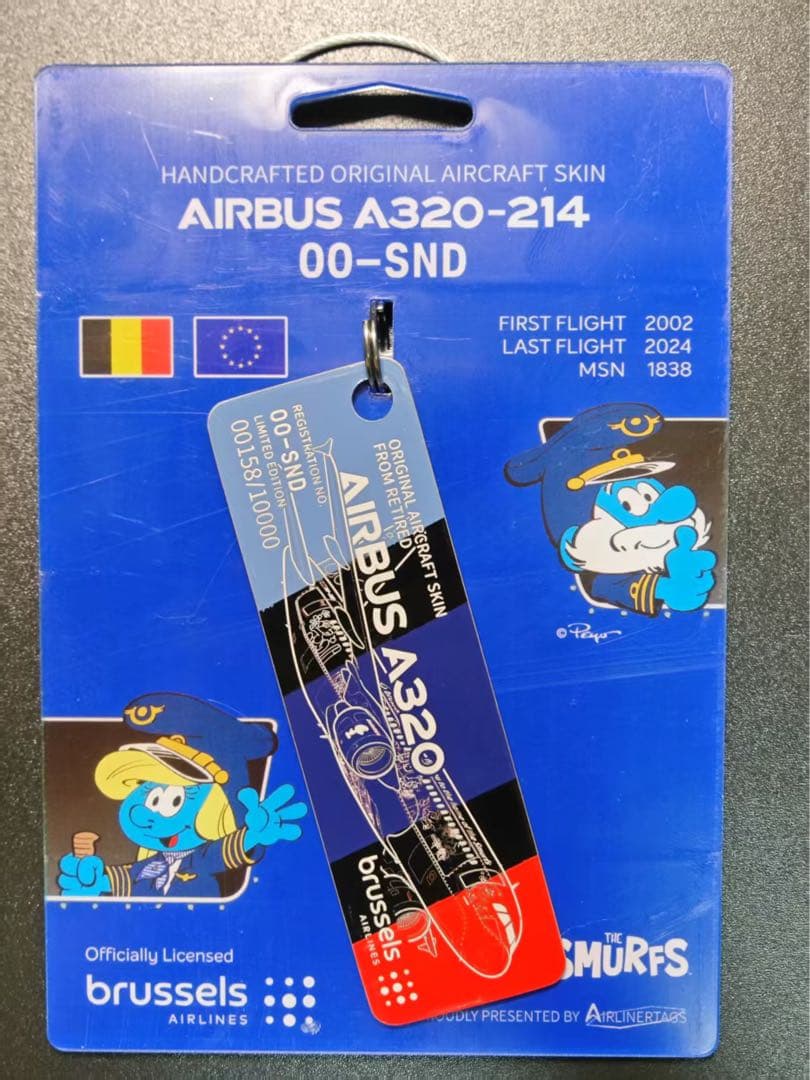 HANDCRAFTED ORIGINAL AIRCRAFT SKIN
AIRBUS A320-214
OO-SND
FIRST FLIGHT 2002
LAST FLIGHT 2024
MSN 1838
ORIGINAL AIRCRAFT SKIN
FROM RETIRED
AIRBUS A320
REGISTRATION NO.
OO-SND
LIMITED EDITION
00158/10000
brussels
AIRLINES
© Peyo
Officially Licensed
brussels
AIRLINES
THE
SMURFS
PROUDLY PRESENTED BY AIRLINERTAGS